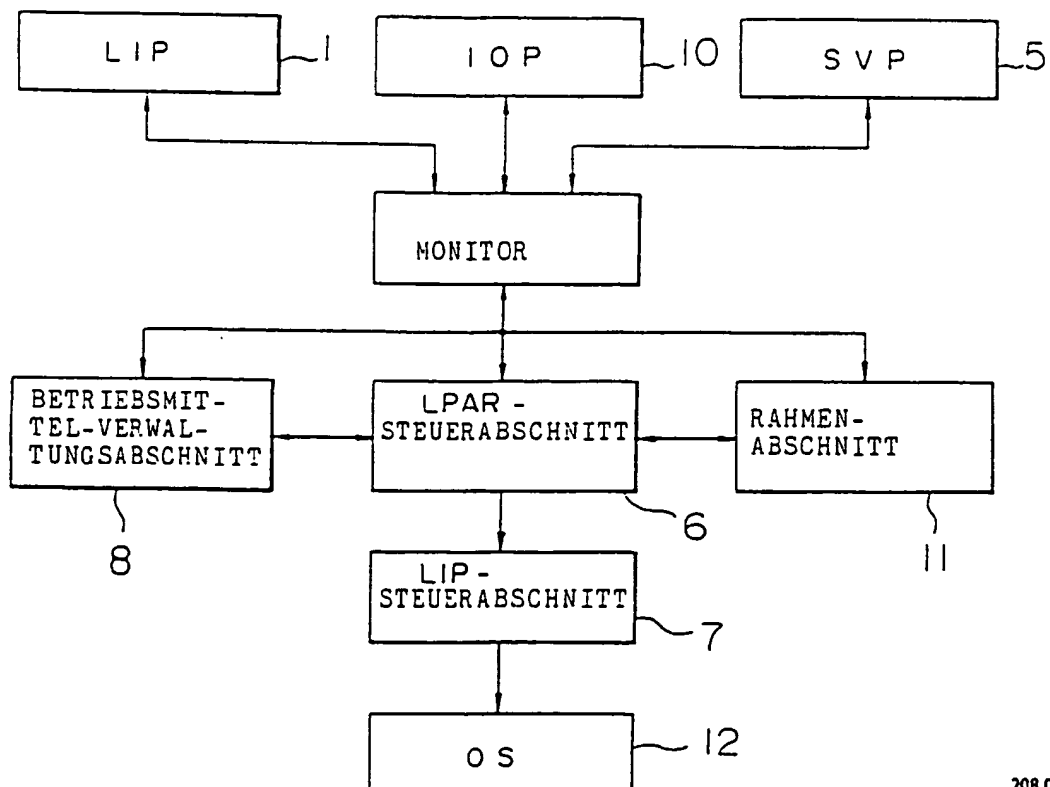 LIP 1
IOP 10
SVP 5
MONITOR
BETRIEBSMIT-
TEL-VERWAL-
TUNGSABSCHNITT
8
LPAR-
STEUERABSCHNITT
6
RAHMEN-
ABSCHNITT
11
LIP-
STEUERABSCHNITT
7
OS 12